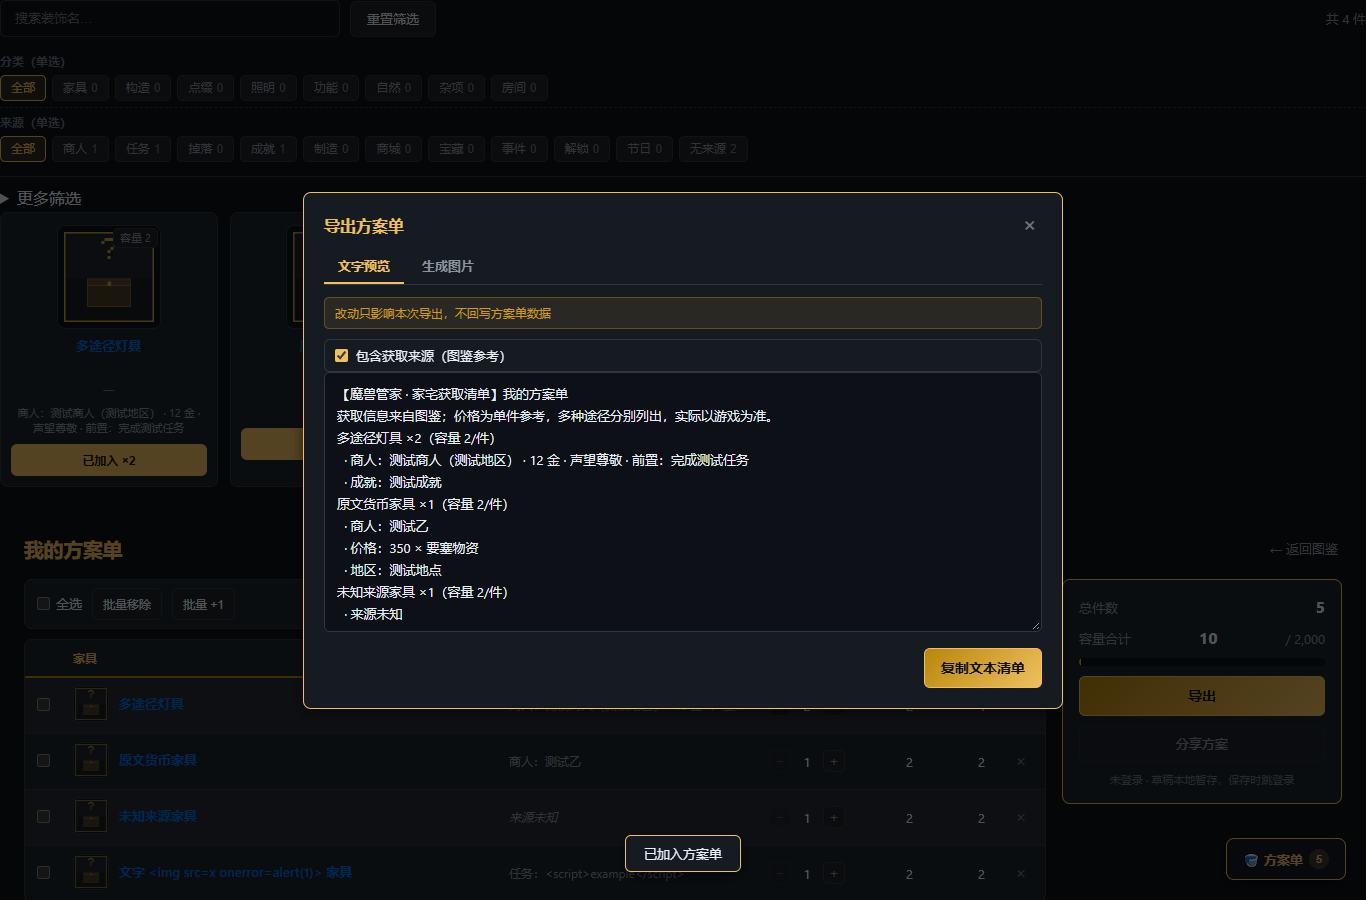 搜索装饰名...
重置筛选
共 4 件
分类（单选）
全部 家具 0 构造 0 点缀 0 照明 0 功能 0 自然 0 杂项 0 房间 0
来源（单选）
全部 商人 1 任务 1 掉落 0 成就 1 制造 0 商城 0 宝藏 0 事件 0 解锁 0 节日 0 无来源 2
▶ 更多筛选
容量 2
多途径灯具
—
商人：测试商人（测试地区） · 12 金 ·
声望尊敬 · 前置：完成测试任务
已加入 ×2
导出方案单 ×
文字预览 生成图片
改动只影响本次导出，不回写方案单数据
包含获取来源（图鉴参考）
【魔兽管家 · 家宅获取清单】我的方案单
获取信息来自图鉴；价格为单件参考，多种途径分别列出，实际以游戏为准。
多途径灯具 ×2（容量 2/件）
· 商人：测试商人（测试地区） · 12 金 · 声望尊敬 · 前置：完成测试任务
· 成就：测试成就
原文货币家具 ×1（容量 2/件）
· 商人：测试乙
· 价格：350 × 要塞物资
· 地区：测试地点
未知来源家具 ×1（容量 2/件）
· 来源未知
复制文本清单
我的方案单
← 返回图鉴
全选 批量移除 批量 +1
家具
多途径灯具
原文货币家具 商人：测试乙 − 1 + 2 2 ×
未知来源家具 来源未知 − 1 + 2 2 ×
文字 <img src=x onerror=alert(1)> 家具 任务：<script>example</script> − 1 + 2 2 ×
总件数 5
容量合计 10 / 2,000
导出
分享方案
未登录 · 草稿本地暂存，保存时跳登录
已加入方案单
方案单 5